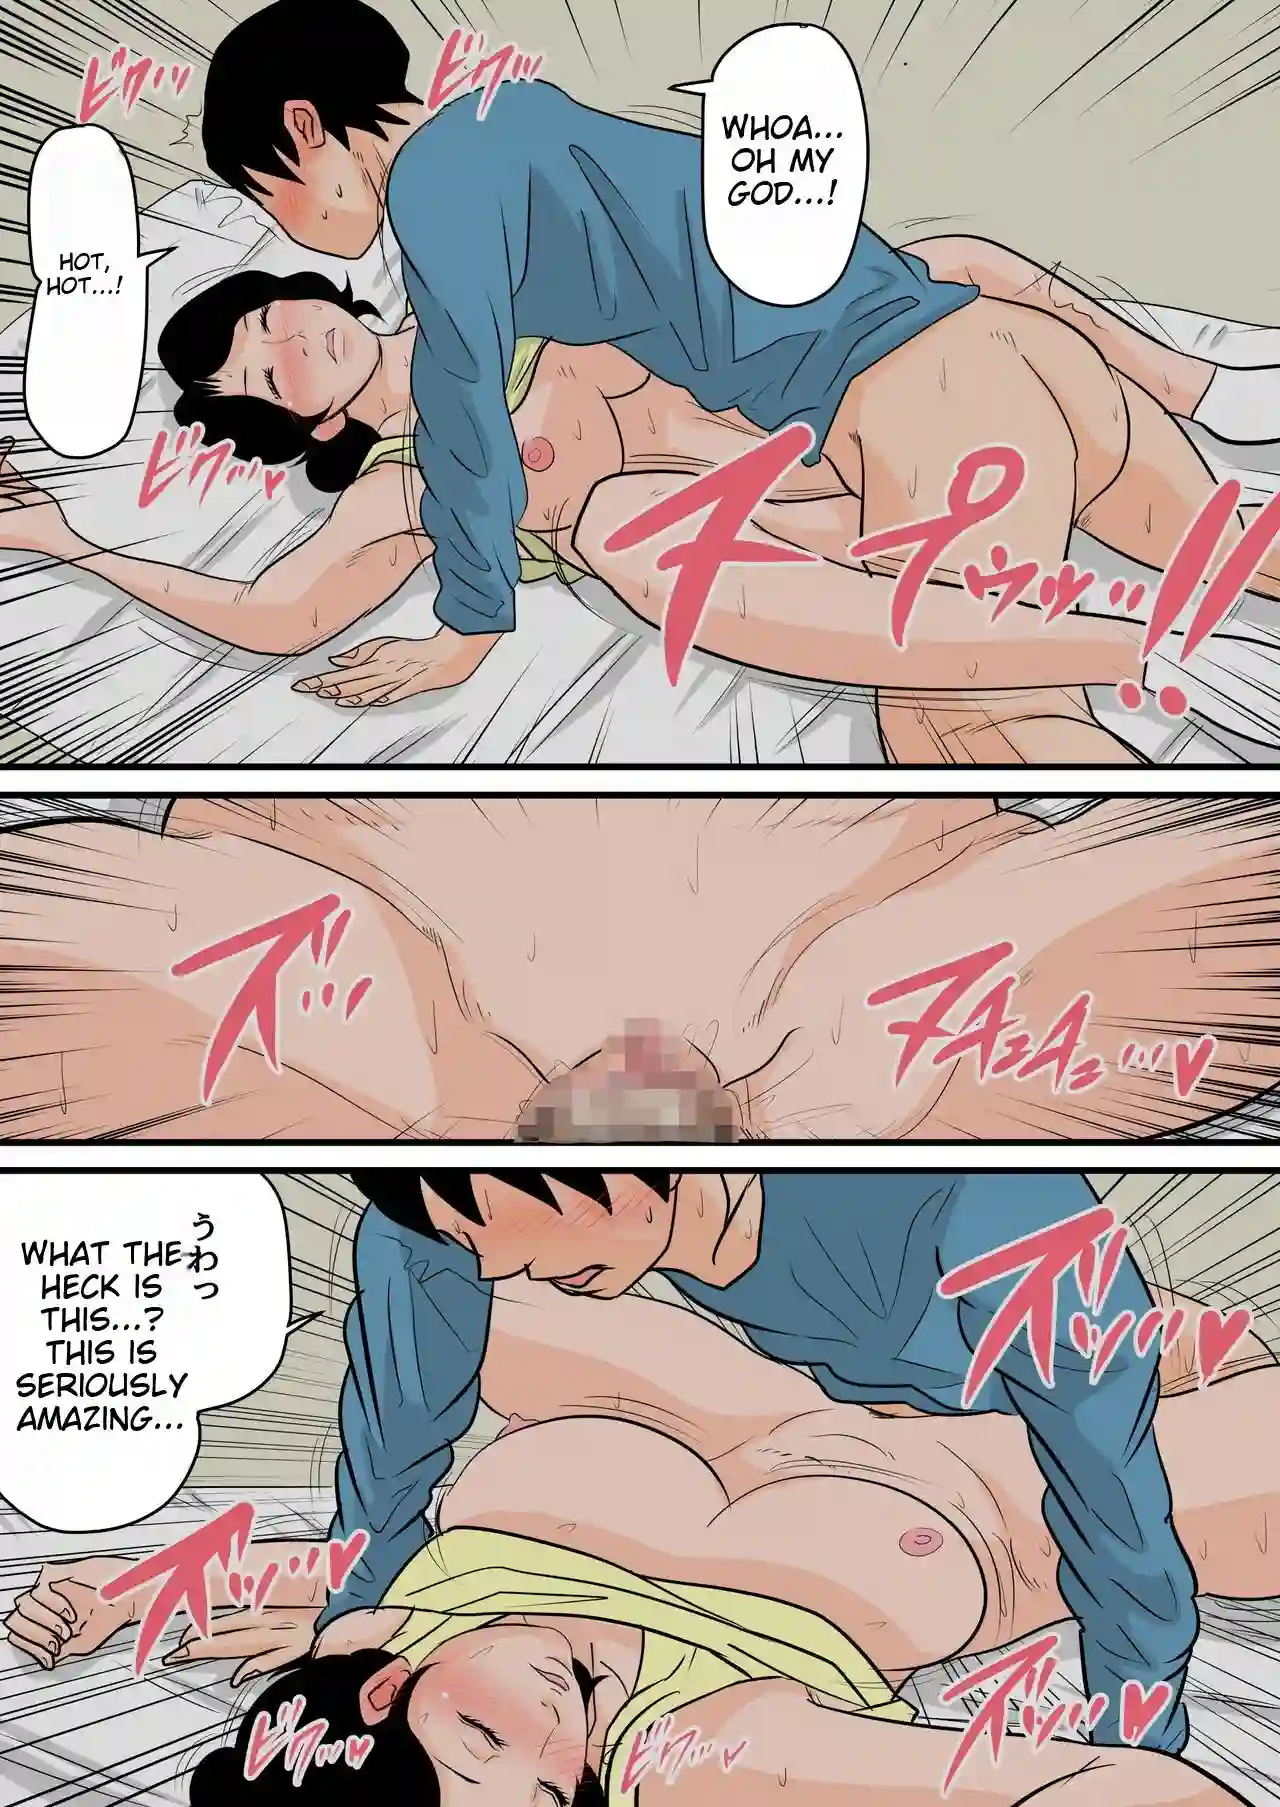 ビクッ
ビクッ
WHOA...
OH MY
GOD...!
HOT,
HOT...!
ビクッ♥
ズプゥッ!!
ズッ
WHAT THE
HECK IS
THIS...?
THIS IS
SERIOUSLY
AMAZING...
うわっ
ズッ♥
ズッ♥
ズッ♥
ビクッ♥
ビクッ♥